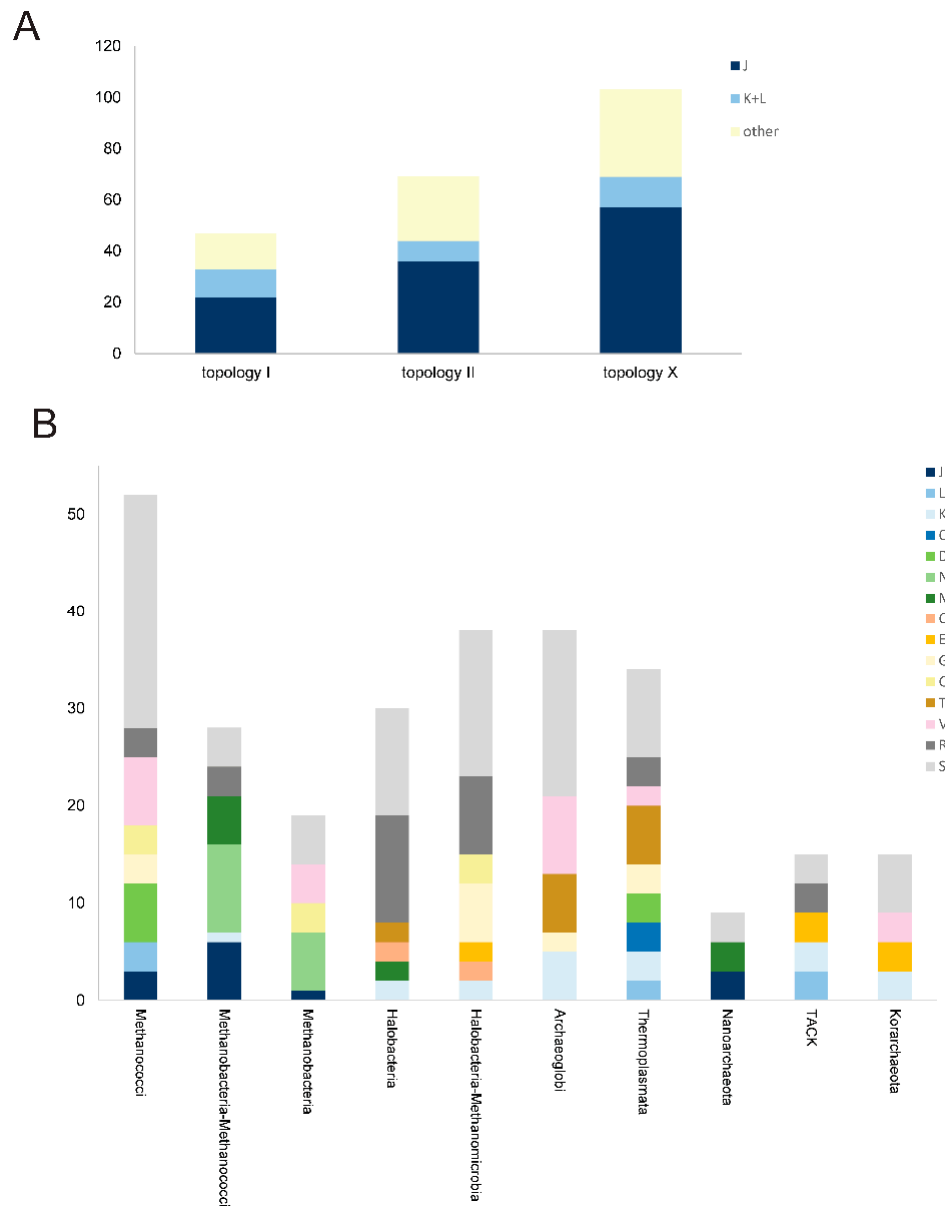 A
120
100
80
60
40
20
0
topology I
topology II
topology X
J
K+L
other
B
50
40
30
20
10
0
Methanococci
Methanobacteria-Methanococci
Methanobacteria
Halobacteria
Halobacteria-Methanomicrobia
Archaeoglobi
Thermoplasmata
Nanoarchaeota
TACK
Korarchaeota
J
L
K
D
E
G
T
V
R
S